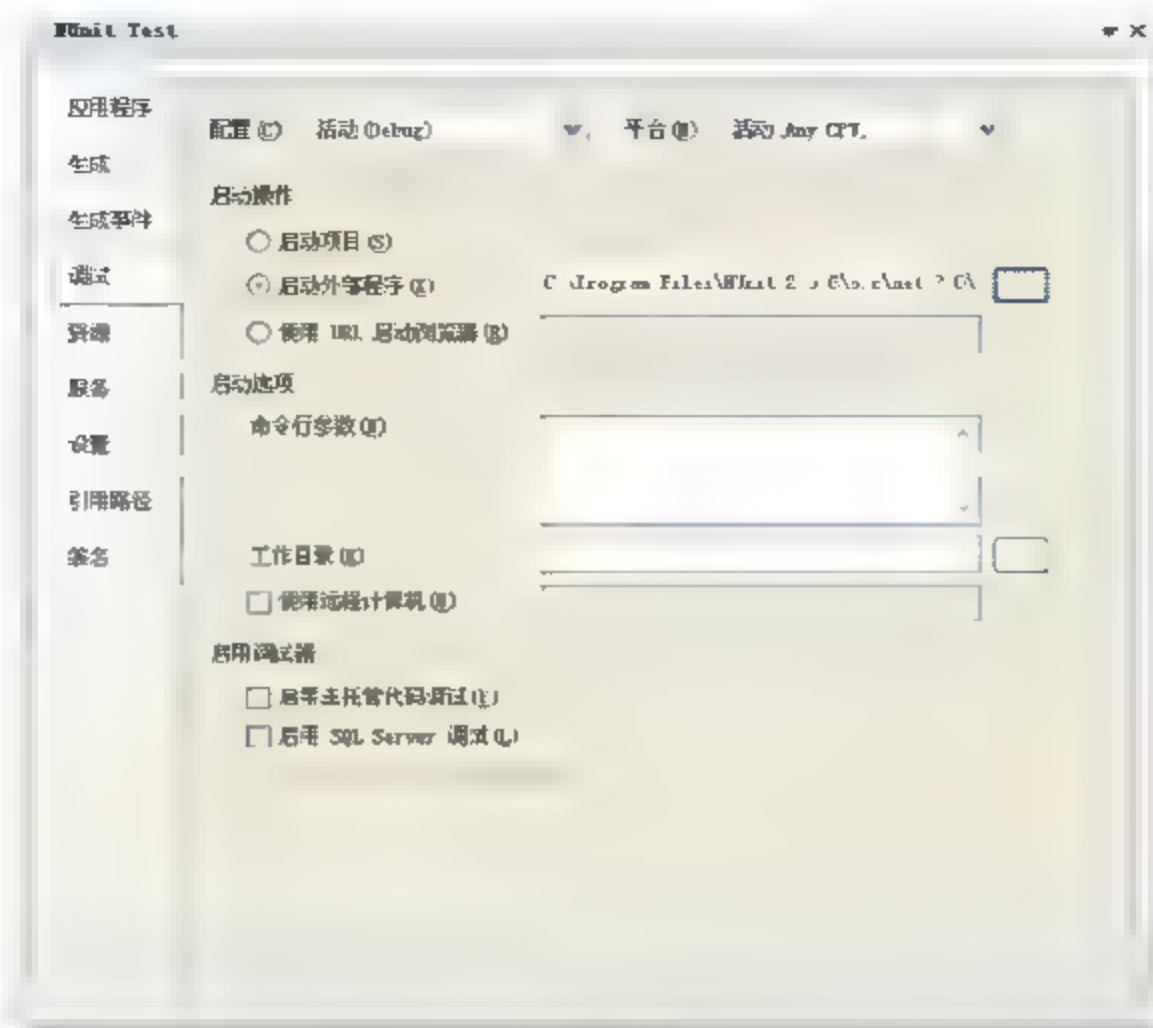 NUnit Test
应用程序
生成
生成事件
调试
资源
服务
设置
引用路径
签名
配置(C) 活动(Debug) 平台(M) 活动 Any CPU
启动操作
启动项目(S)
启动外部程序(X) C \Program Files\NUnit 2
使用 URL 启动浏览器(R)
启动选项
命令行参数(N)
工作目录(K)
使用远程计算机
启用调试器
启用非托管代码调试
启用 SQL Server 调试(L)